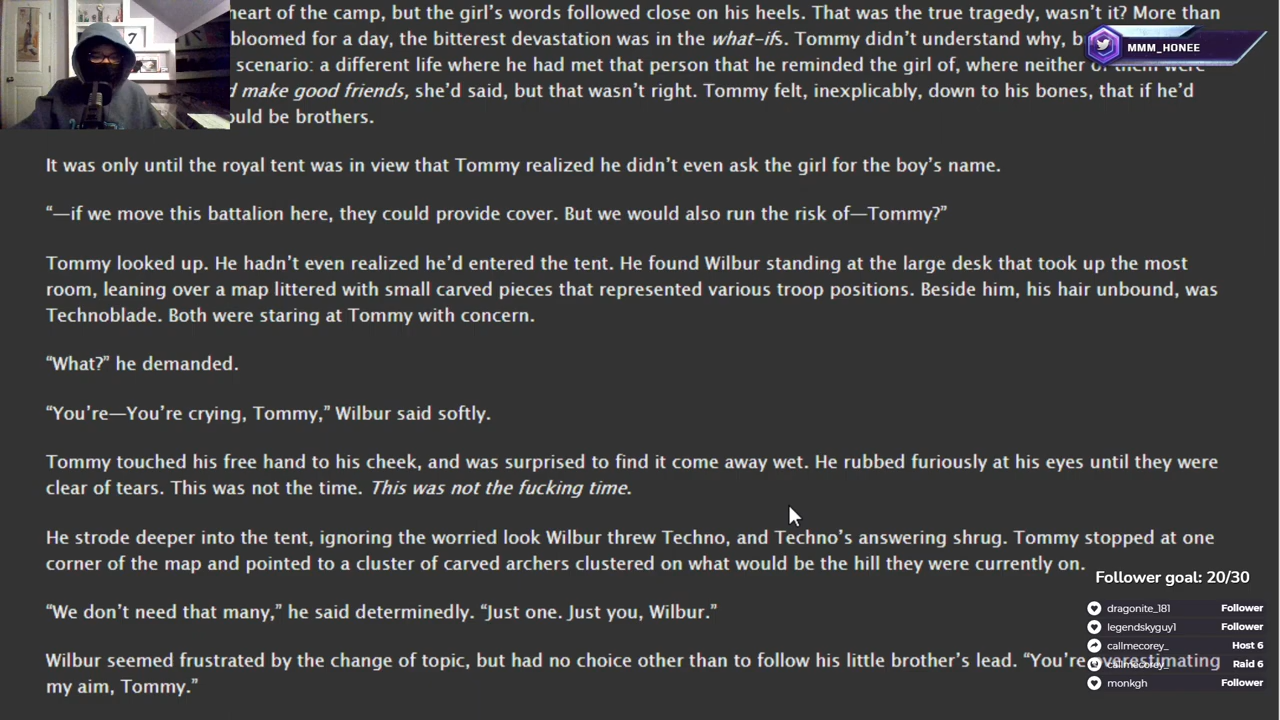 heart of the camp, but the girl's words followed close on his heels. That was the true tragedy, wasn't it? More than
bloomed for a day, the bitterest devastation was in the what-ifs. Tommy didn't understand why, b
MMM_HONEE
scenario: a different life where he had met that person that he reminded the girl of, where neither of them were
d make good friends, she'd said, but that wasn't right. Tommy felt, inexplicably, down to his bones, that if he'd
ould be brothers.
It was only until the royal tent was in view that Tommy realized he didn't even ask the girl for the boy's name.
“—if we move this battalion here, they could provide cover. But we would also run the risk of—Tommy?”
Tommy looked up. He hadn't even realized he'd entered the tent. He found Wilbur standing at the large desk that took up the most
room, leaning over a map littered with small carved pieces that represented various troop positions. Beside him, his hair unbound, was
Technoblade. Both were staring at Tommy with concern.
“What?” he demanded.
“You're—You're crying, Tommy,” Wilbur said softly.
Tommy touched his free hand to his cheek, and was surprised to find it come away wet. He rubbed furiously at his eyes until they were
clear of tears. This was not the time. This was not the fucking time.
He strode deeper into the tent, ignoring the worried look Wilbur threw Techno, and Techno's answering shrug. Tommy stopped at one
corner of the map and pointed to a cluster of carved archers clustered on what would be the hill they were currently on.
Follower goal: 20/30
“We don't need that many,” he said determinedly. “Just one. Just you, Wilbur.”
dragonite_181 Follower
legendskyguy1 Follower
callmecorey_ Host 6
Wilbur seemed frustrated by the change of topic, but had no choice other than to follow his little brother's lead. “You're overestimating
callmecorey_ Raid 6
my aim, Tommy.”
monkgh Follower